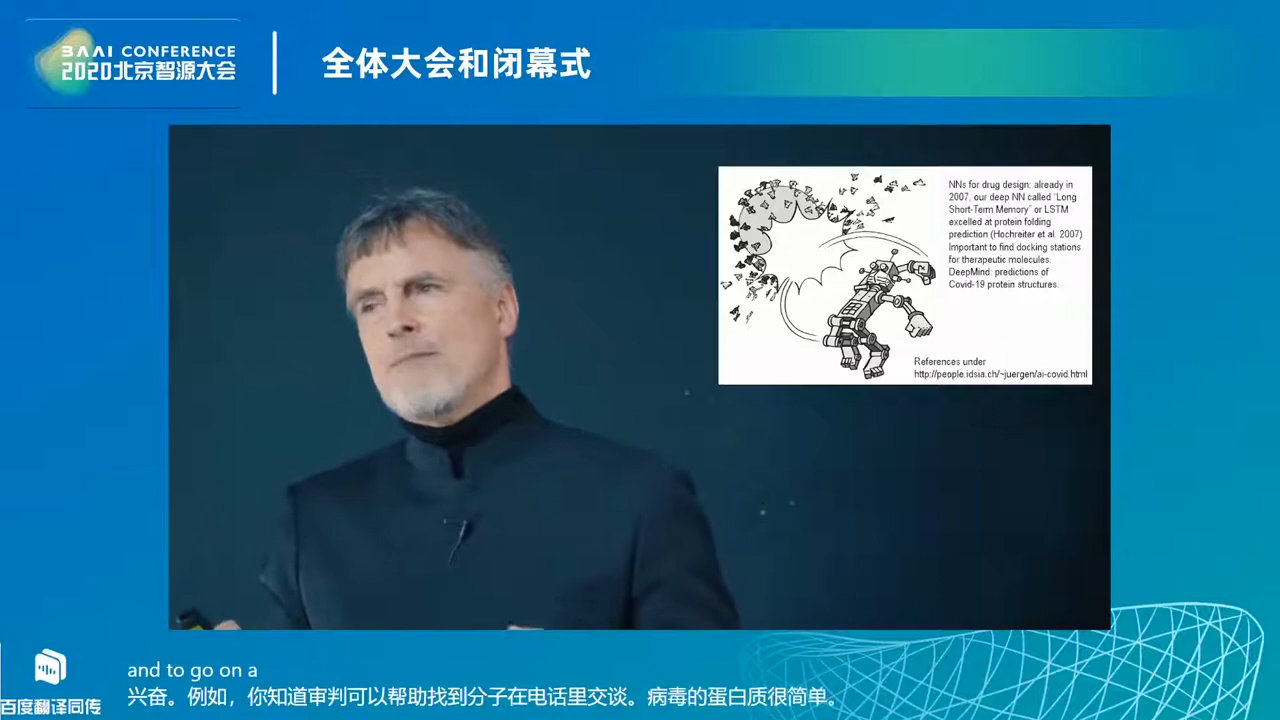 BAAI CONFERENCE
2020北京智源大会
全体大会和闭幕式
NNs for drug design: already in
2007, our deep NN called “Long
Short-Term Memory” or LSTM
excelled at protein folding
prediction (Hochreiter et al. 2007)
Important to find docking stations
for therapeutic molecules.
DeepMind: predictions of
Covid-19 protein structures.
References under
http://people.idsia.ch/~juergen/ai-covid.html
and to go on a
兴奋。例如，你知道审判可以帮助找到分子在电话里交谈。病毒的蛋白质很简单。
百度翻译同传